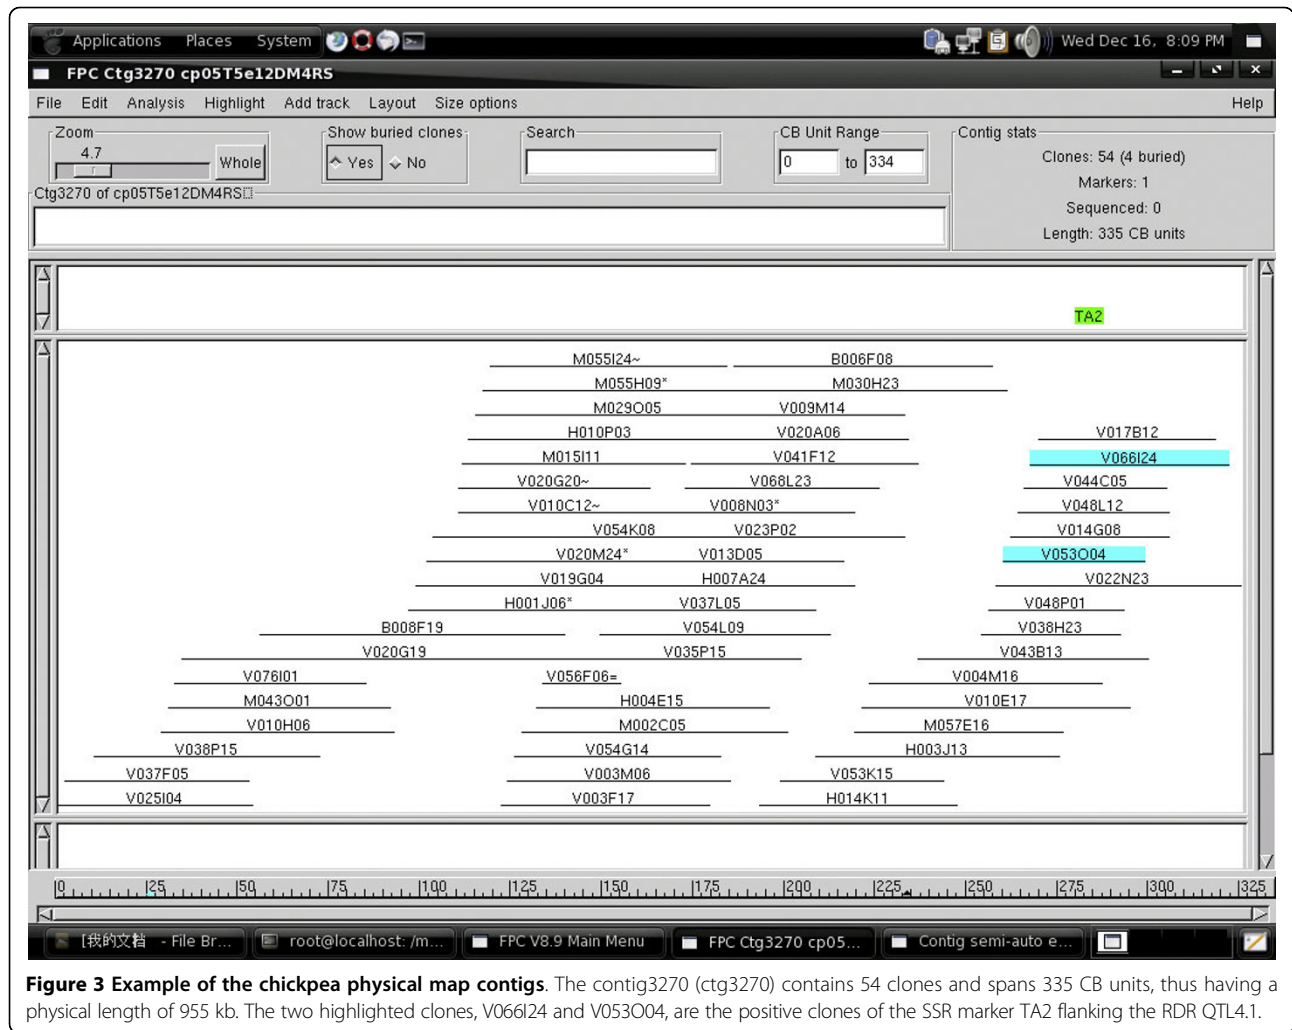 Applications Places System Wed Dec 16, 8:09 PM
FPC Ctg3270 cp05T5e12DM4RS
File Edit Analysis Highlight Add track Layout Size options Help
Zoom Show buried clones Search CB Unit Range Contig stats
4.7 Whole Yes No 0 to 334
Clones: 54 (4 buried)
Markers: 1
Sequenced: 0
Length: 335 CB units
Ctg3270 of cp05T5e12DM4RS
TA2
M055I24~ B006F08
M055H09* M030H23
M029O05 V009M14
H010P03 V020A06 V017B12
M015I11 V041F12 V066I24
V020G20~ V068L23 V044C05
V010C12~ V008N03* V048L12
V054K08 V023P02 V014G08
V020M24* V013D05 V053O04
V019G04 H007A24 V022N23
H001J06* V037L05 V048P01
B008F19 V054L09 V038H23
V020G19 V035P15 V043B13
V076I01 V056F06= V004M16
M043O01 H004E15 V010E17
V010H06 M002C05 M057E16
V038P15 V054G14 H003J13
V037F05 V003M06 V053K15
V025I04 V003F17 H014K11
0 25 50 75 100 125 150 175 200 225 250 275 300 325
[我的文档 - File Br... root@localhost: /m... FPC V8.9 Main Menu FPC Ctg3270 cp05... Contig semi-auto e...
Figure 3 Example of the chickpea physical map contigs. The contig3270 (ctg3270) contains 54 clones and spans 335 CB units, thus having a
physical length of 955 kb. The two highlighted clones, V066I24 and V053O04, are the positive clones of the SSR marker TA2 flanking the RDR QTL4.1.